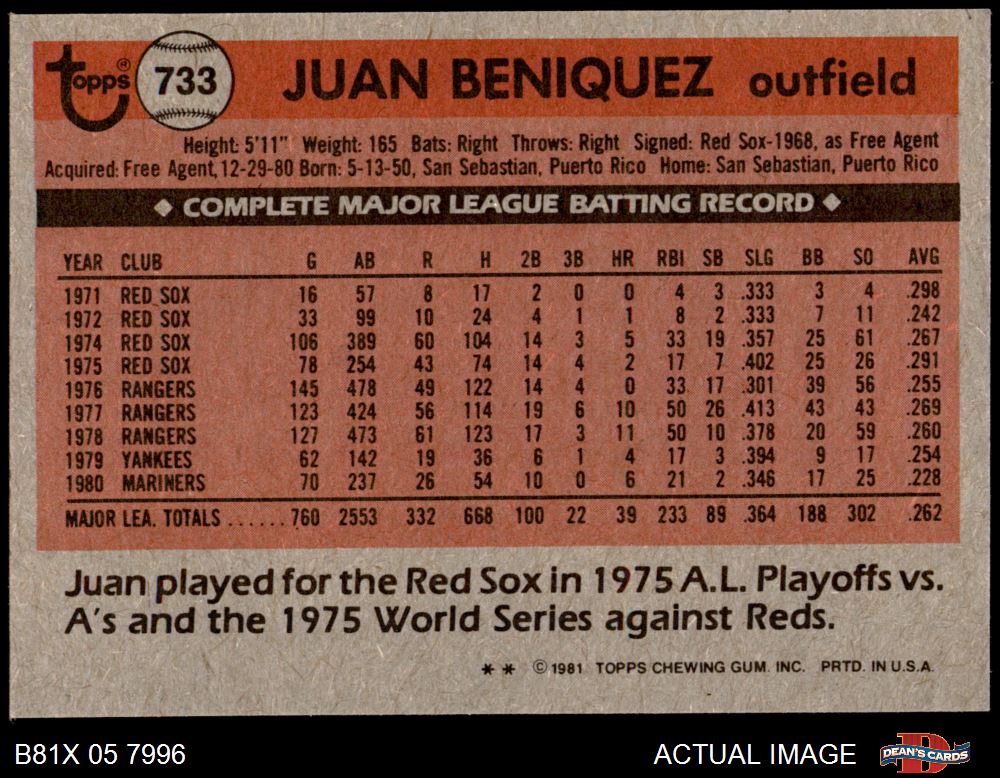 topps® 733 JUAN BENIQUEZ outfield
Height: 5'11" Weight: 165 Bats: Right Throws: Right Signed: Red Sox-1968, as Free Agent
Acquired: Free Agent, 12-29-80 Born: 5-13-50, San Sebastian, Puerto Rico Home: San Sebastian, Puerto Rico
◆ COMPLETE MAJOR LEAGUE BATTING RECORD ◆
YEAR CLUB G AB R H 2B 3B HR RBI SB SLG BB SO AVG
1971 RED SOX 16 57 8 17 2 0 0 4 3 .333 3 4 .298
1972 RED SOX 33 99 10 24 4 1 1 8 2 .333 7 11 .242
1974 RED SOX 106 389 60 104 14 3 5 33 19 .357 25 61 .267
1975 RED SOX 78 254 43 74 14 4 2 17 7 .402 25 26 .291
1976 RANGERS 145 478 49 122 14 4 0 33 17 .301 39 56 .255
1977 RANGERS 123 424 56 114 19 6 10 50 26 .413 43 43 .269
1978 RANGERS 127 473 61 123 17 3 11 50 10 .378 20 59 .260
1979 YANKEES 62 142 19 36 6 1 4 17 3 .394 9 17 .254
1980 MARINERS 70 237 26 54 10 0 6 21 2 .346 17 25 .228
MAJOR LEA. TOTALS ...... 760 2553 332 668 100 22 39 233 89 .364 188 302 .262
Juan played for the Red Sox in 1975 A.L. Playoffs vs.
A's and the 1975 World Series against Reds.
** © 1981 TOPPS CHEWING GUM. INC. PRTD. IN U.S.A.
B81X 05 7996 ACTUAL IMAGE DEAN'S CARDS